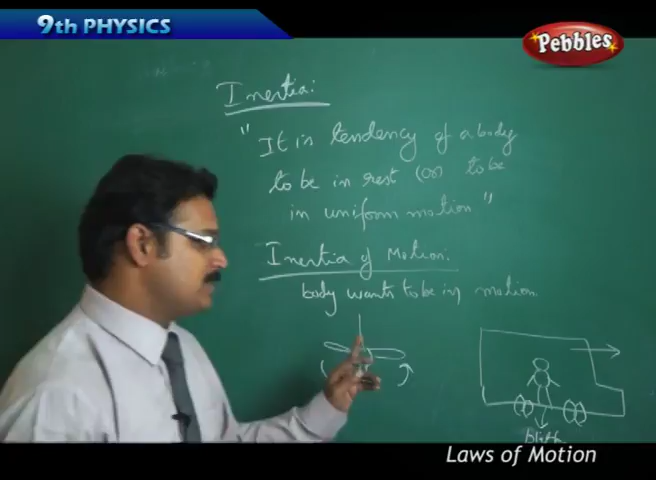 9th PHYSICS
Pebbles
Inertia:
" It is tendency of a body
to be in rest (or) to be
in uniform motion "
Inertia of Motion:
body wants to be in motion.
Laws of Motion